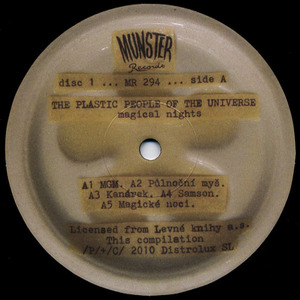 MUNSTER
Records
disc 1 ... MR 294 ... side A
THE PLASTIC PEOPLE OF THE UNIVERSE
magical nights
A1 MGM. A2 Půlnoční myš.
A3 Kanárek. A4 Samson.
A5 Magické noci.
Licensed from Levné knihy a.s.
This compilation
/P/+/C/ 2010 Distrolux SL